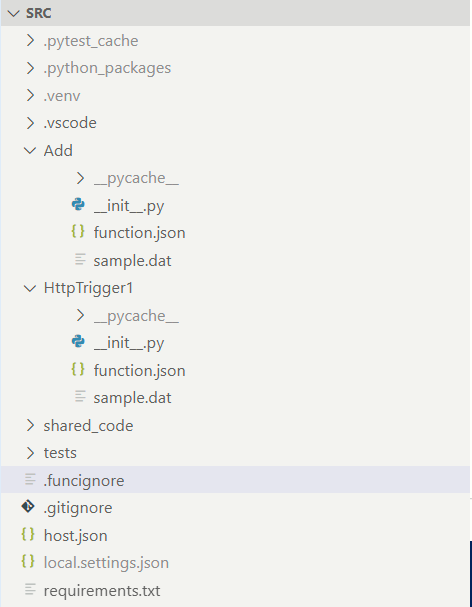 SRC
.pytest_cache
.python_packages
.venv
.vscode
Add
__pycache__
__init__.py
{} function.json
sample.dat
HttpTrigger1
__pycache__
__init__.py
{} function.json
sample.dat
shared_code
tests
.funcignore
.gitignore
{} host.json
{} local.settings.json
requirements.txt